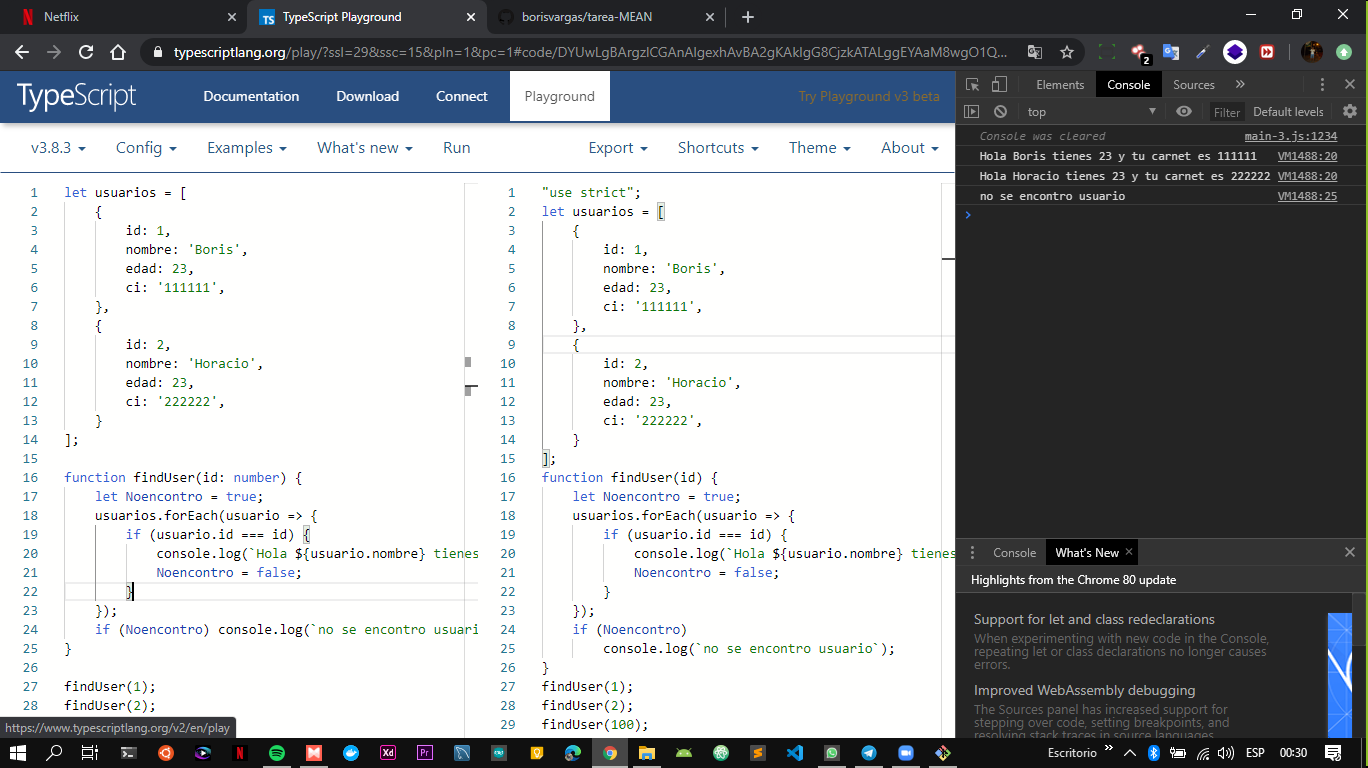 Netflix
TypeScript Playground
borisvargas/tarea-MEAN
typescriptlang.org/play/?ssl=29&ssc=15&pln=1&pc=1#code/DYUwLgBArgzlCGAnAlgexhAvBA2gKAkIgG8CjzkATALggEYAaM8wgO1Q...
2
TypeScript
Documentation
Download
Connect
Playground
Try Playground v3 beta
v3.8.3
Config
Examples
What's new
Run
Export
Shortcuts
Theme
About
1 let usuarios = [
2 {
3 id: 1,
4 nombre: 'Boris',
5 edad: 23,
6 ci: '111111',
7 },
8 {
9 id: 2,
10 nombre: 'Horacio',
11 edad: 23,
12 ci: '222222',
13 }
14 ];
15
16 function findUser(id: number) {
17 let Noencontro = true;
18 usuarios.forEach(usuario => {
19 if (usuario.id === id) {
20 console.log(`Hola ${usuario.nombre} tienes
21 Noencontro = false;
22 }
23 });
24 if (Noencontro) console.log(`no se encontro usuari
25 }
26
27 findUser(1);
28 findUser(2);
1 "use strict";
2 let usuarios = [
3 {
4 id: 1,
5 nombre: 'Boris',
6 edad: 23,
7 ci: '111111',
8 },
9 {
10 id: 2,
11 nombre: 'Horacio',
12 edad: 23,
13 ci: '222222',
14 }
15 ];
16 function findUser(id) {
17 let Noencontro = true;
18 usuarios.forEach(usuario => {
19 if (usuario.id === id) {
20 console.log(`Hola ${usuario.nombre} tienes
21 Noencontro = false;
22 }
23 });
24 if (Noencontro)
25 console.log(`no se encontro usuario`);
26 }
27 findUser(1);
28 findUser(2);
29 findUser(100);
https://www.typescriptlang.org/v2/en/play
Elements
Console
Sources
top
Filter
Default levels
Console was cleared main-3.js:1234
Hola Boris tienes 23 y tu carnet es 111111 VM1488:20
Hola Horacio tienes 23 y tu carnet es 222222 VM1488:20
no se encontro usuario VM1488:25
Console
What's New
Highlights from the Chrome 80 update
Support for let and class redeclarations
When experimenting with new code in the Console,
repeating let or class declarations no longer causes
errors.
Improved WebAssembly debugging
The Sources panel has increased support for
stepping over code, setting breakpoints, and
resolving stack traces in source languages
Escritorio
ESP
00:30